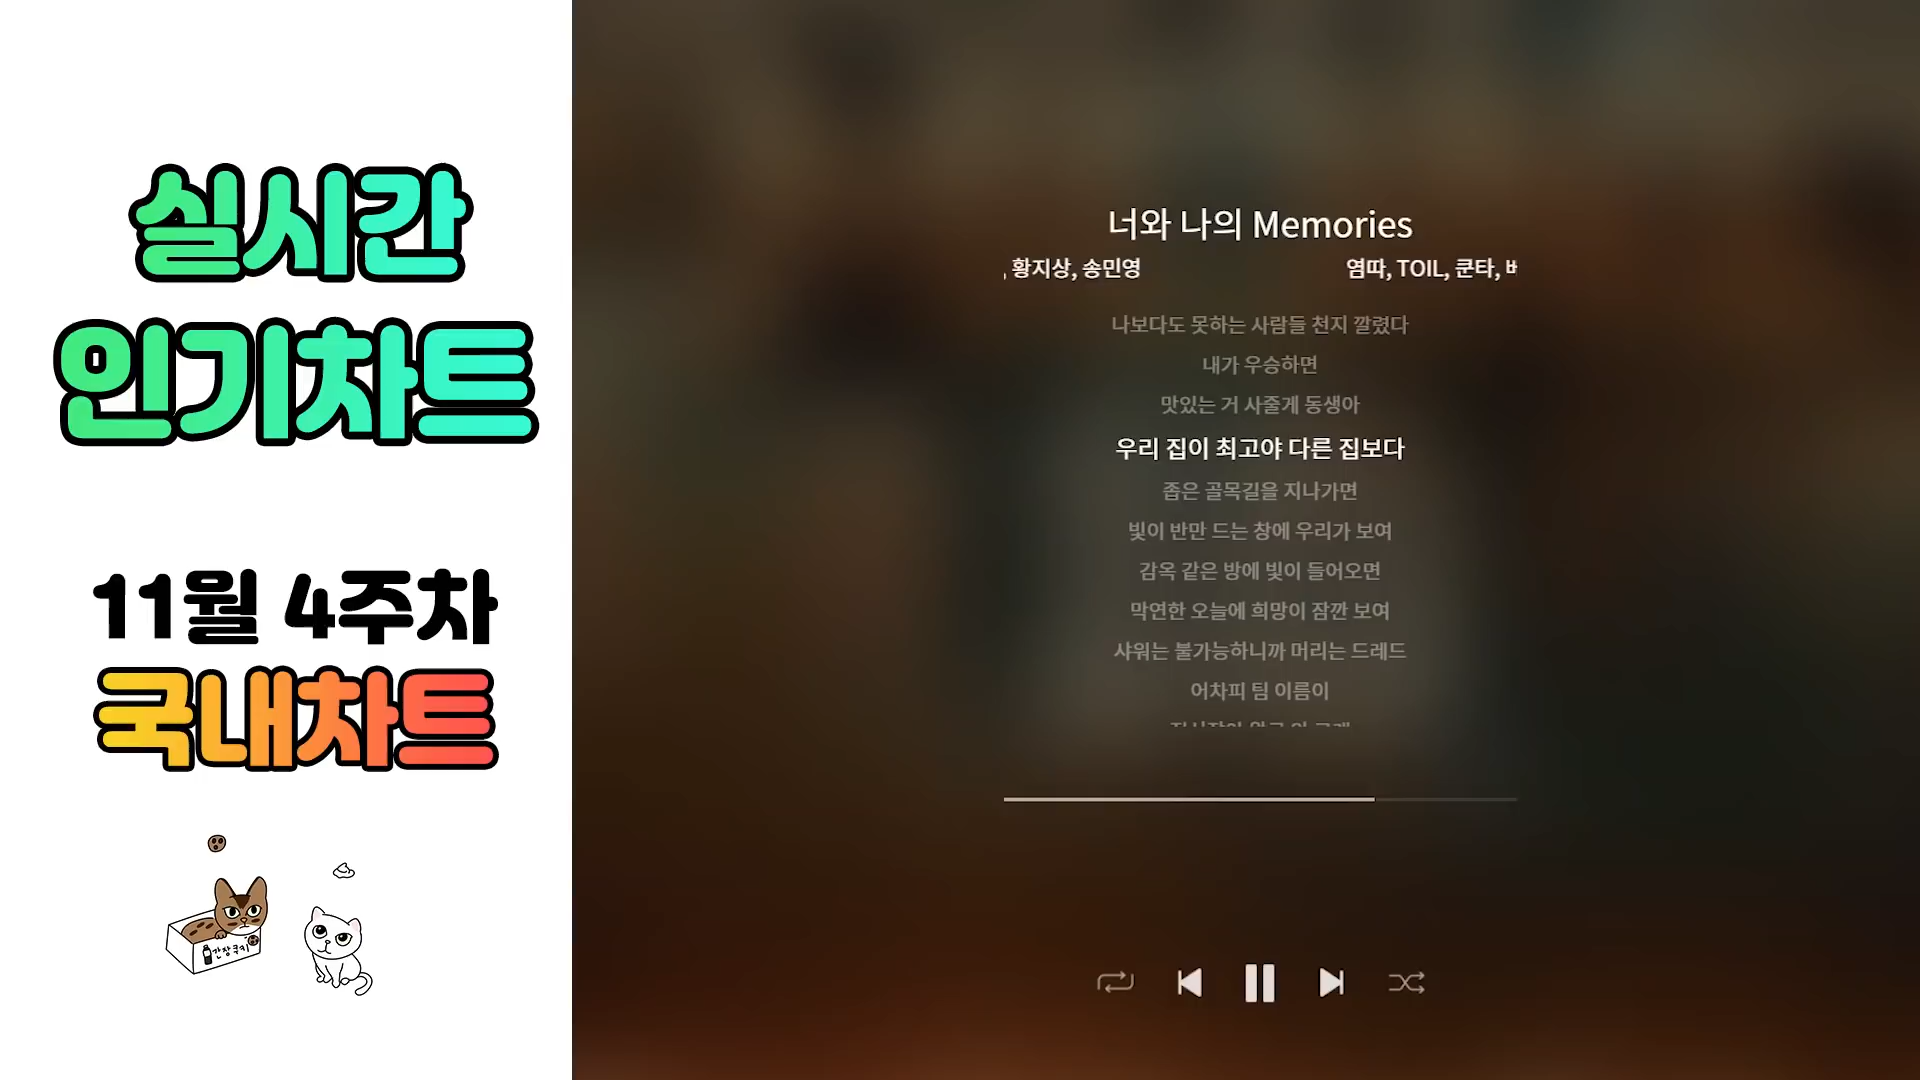 실시간
인기차트
11월 4주차
국내차트
간장쿠키
너와 나의 Memories
, 황지상, 송민영
염따, TOIL, 쿤타,
나보다도 못하는 사람들 천지 깔렸다
내가 우승하면
맛있는 거 사줄게 동생아
우리 집이 최고야 다른 집보다
좁은 골목길을 지나가면
빛이 반만 드는 창에 우리가 보여
감옥 같은 방에 빛이 들어오면
막연한 오늘에 희망이 잠깐 보여
샤워는 불가능하니까 머리는 드레드
어차피 팀 이름이